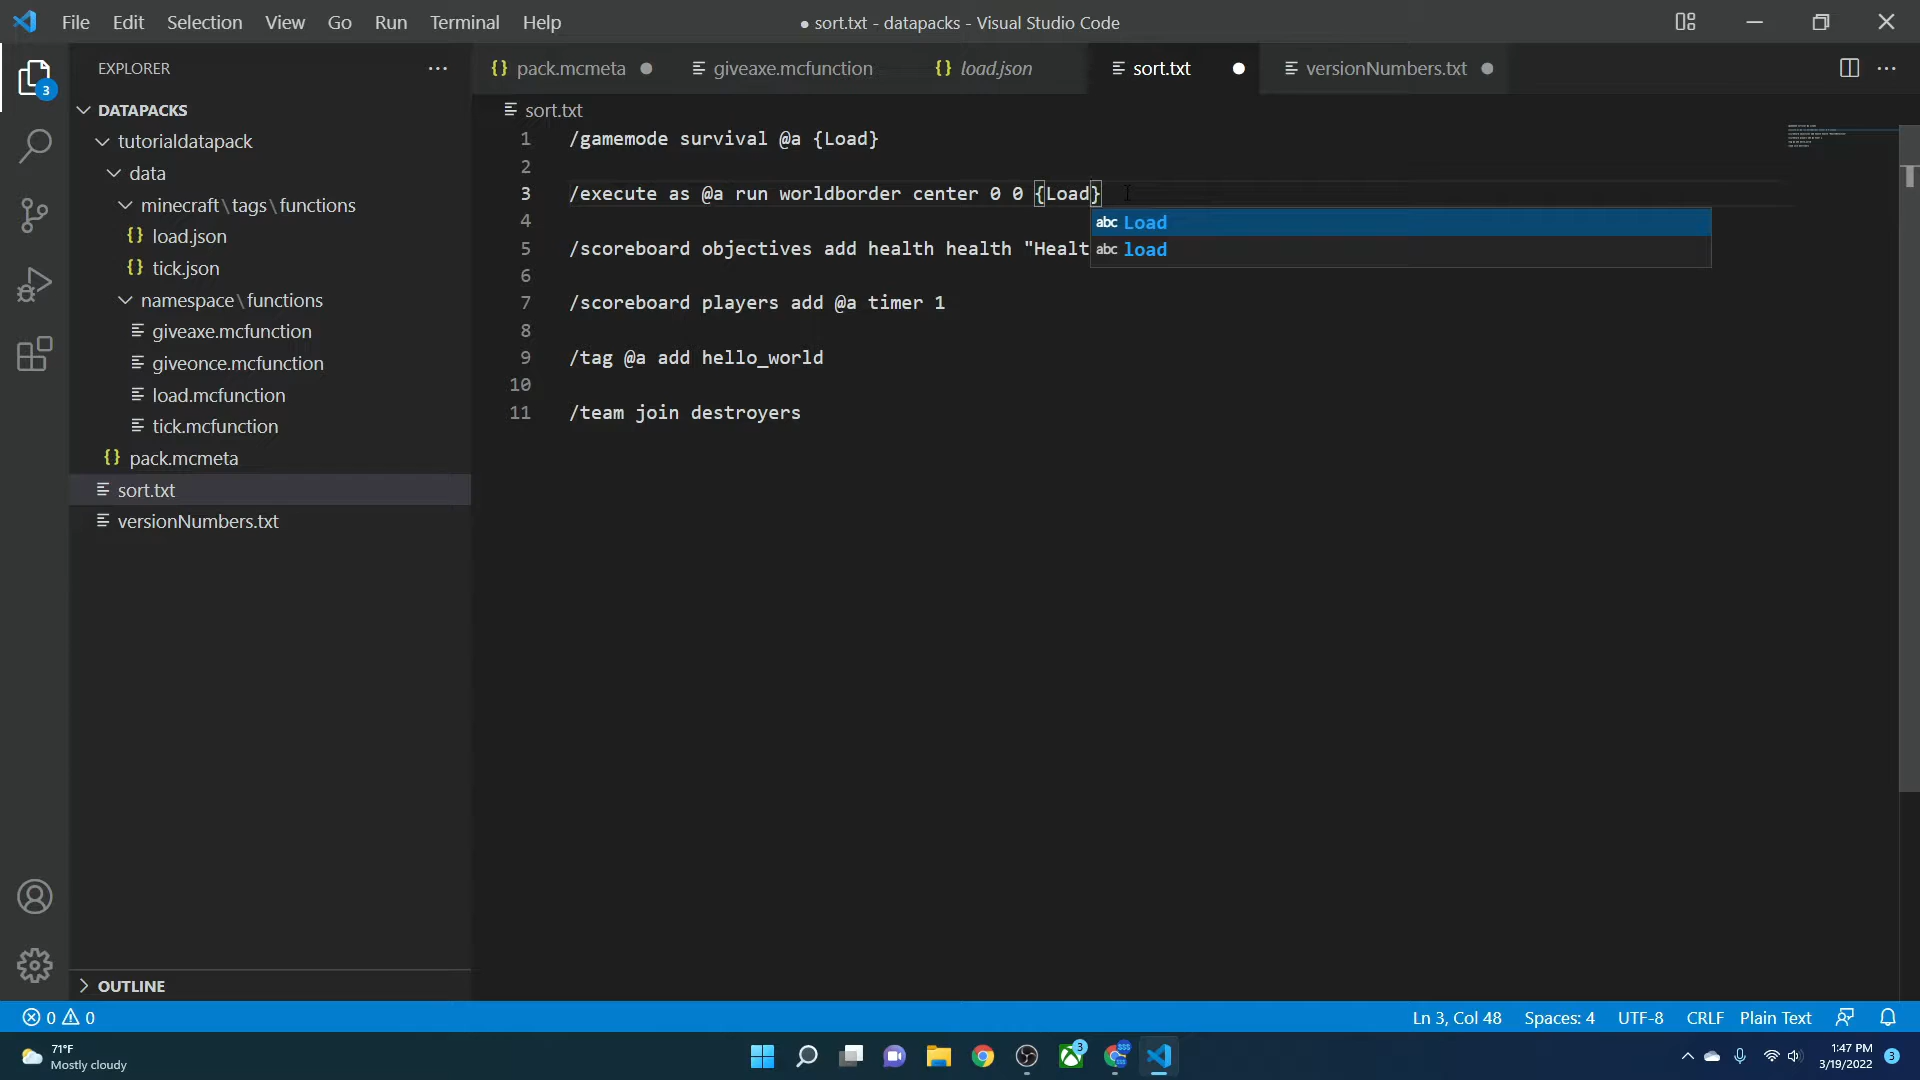 File Edit Selection View Go Run Terminal Help
● sort.txt - datapacks - Visual Studio Code
EXPLORER
pack.mcmeta
giveaxe.mcfunction
load.json
sort.txt
versionNumbers.txt
3
DATAPACKS
tutorialdatapack
data
minecraft\tags\functions
load.json
tick.json
namespace\functions
giveaxe.mcfunction
giveonce.mcfunction
load.mcfunction
tick.mcfunction
pack.mcmeta
sort.txt
versionNumbers.txt
OUTLINE
sort.txt
1 /gamemode survival @a {Load}
2
3 /execute as @a run worldborder center 0 0 {Load}
abc Load
abc load
4
5 /scoreboard objectives add health health "Healt
6
7 /scoreboard players add @a timer 1
8
9 /tag @a add hello_world
10
11 /team join destroyers
0 0
Ln 3, Col 48 Spaces: 4 UTF-8 CRLF Plain Text
71°F
Mostly cloudy
3
1:47 PM
3/19/2022
3